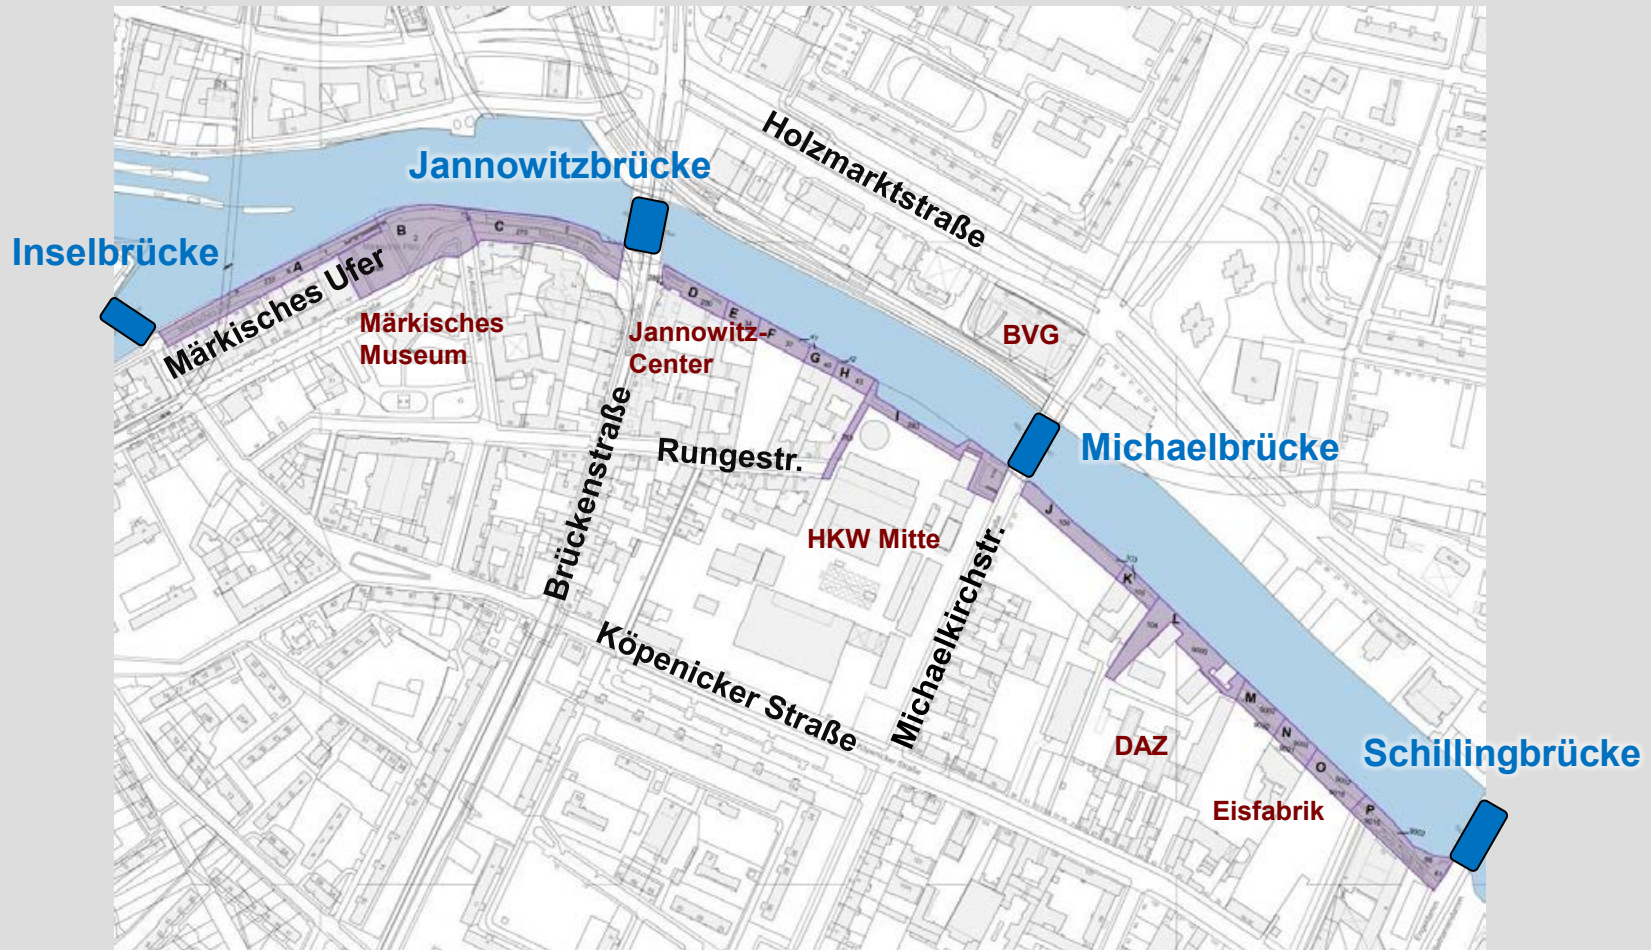 Holzmarktstraße
Jannowitzbrücke
Inselbrücke
A
B
C
Märkisches Ufer
D
E
F
G
H
Märkisches
Museum
Jannowitz-
Center
BVG
I
Michaelbrücke
Brückenstraße
Rungestr.
J
HKW Mitte
K
Michaelkirchstr.
L
Köpenicker Straße
M
N
DAZ
O
Schillingbrücke
Eisfabrik
P